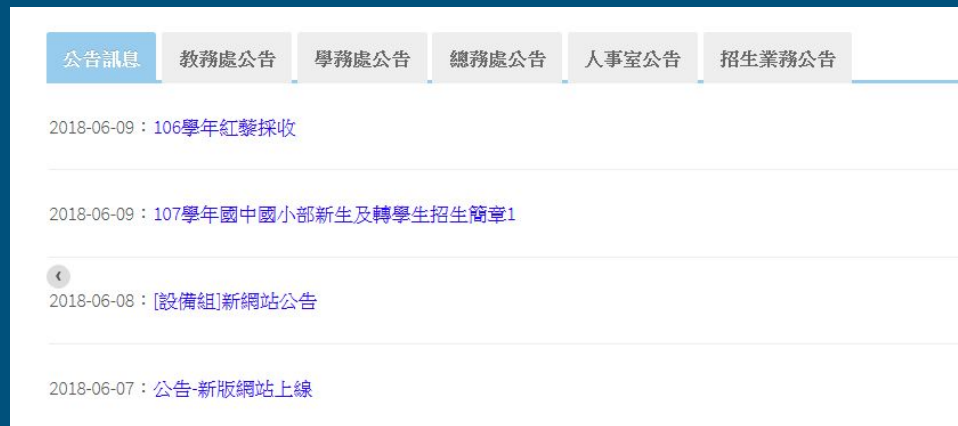 公告訊息 教務處公告 學務處公告 總務處公告 人事室公告 招生業務公告
2018-06-09：106學年紅藜採收
2018-06-09：107學年國中國小部新生及轉學生招生簡章1
2018-06-08：[設備組]新網站公告
2018-06-07：公告-新版網站上線